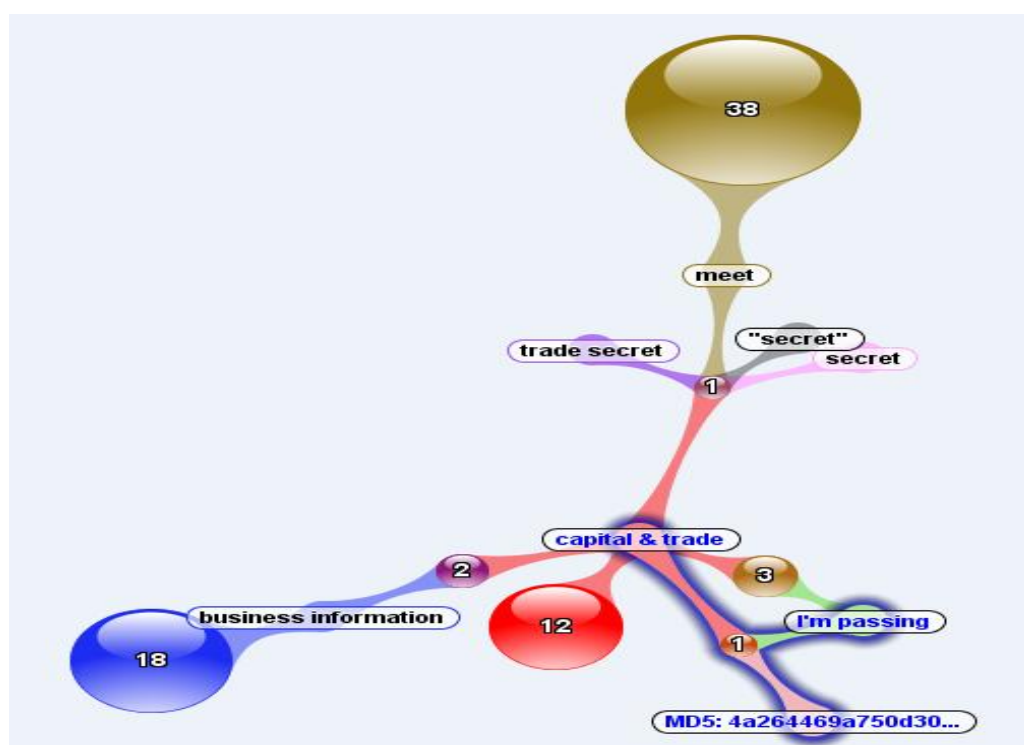 38
meet
"secret"
trade secret
secret
1
capital & trade
2
3
business information
12
I'm passing
1
18
MD5: 4a264469a750d30...